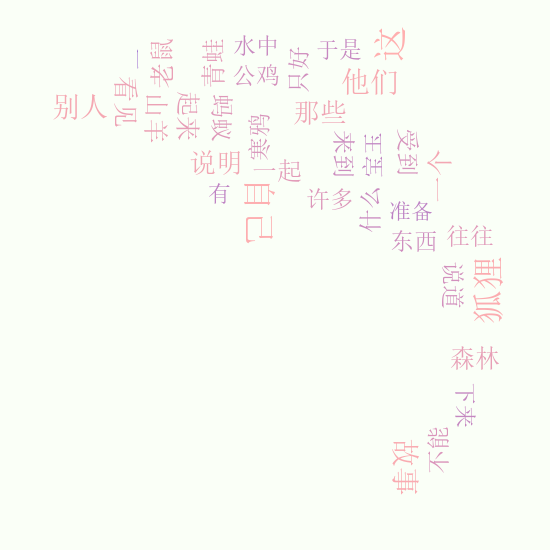 这
水中
于是
鼠老
青蛙
只好
公鸡
他们
一
看见
别人
山羊
起来
蚂蚁
那些
寒鸦
来到
宝玉
受到
说明
一起
一个
有
自己
许多
什么
准备
东西
往往
说道
狐狸
森林
下来
不能
故事